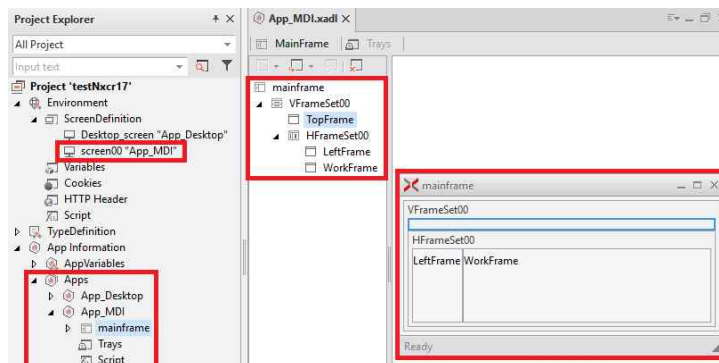 Project Explorer
All Project
Input text
Project 'testNxcr17'
Environment
ScreenDefinition
Desktop_screen "App_Desktop"
screen00 "App_MDI"
Variables
Cookies
HTTP Header
Script
TypeDefinition
App Information
AppVariables
Apps
App_Desktop
App_MDI
mainframe
Trays
Script
App_MDI.xadl
MainFrame
Trays
mainframe
VFrameSet00
TopFrame
HFrameSet00
LeftFrame
WorkFrame
mainframe
VFrameSet00
HFrameSet00
LeftFrame WorkFrame
Ready